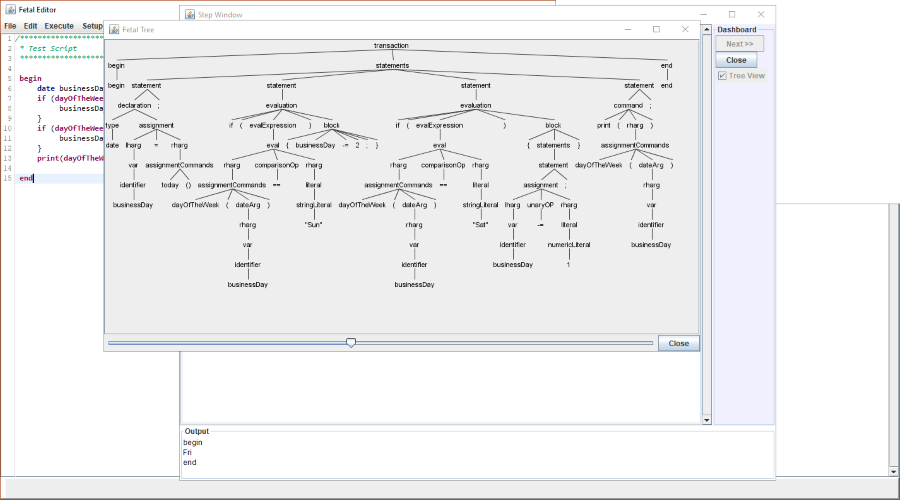 Fetal Editor
File Edit Execute Setup
1 /********************
2 * Test Script
3 ********************
4
5 begin
6 date businessDa
7 if (dayOfTheWee
8 businessDa
9 }
10 if (dayOfTheWee
11 businessDa
12 }
13 print(dayOfTheW
14
15 end
Step Window
Dashboard
Next >>
Close
Tree View
Fetal Tree
transaction
begin statements end
begin statement statement statement statement end
declaration ; evaluation evaluation command ;
type assignment if ( evalExpression ) block if ( evalExpression ) block print ( rharg )
date lharg = rharg eval { businessDay -= 2 ; } eval { statements } assignmentCommands
var assignmentCommands rharg comparisonOp rharg rharg comparisonOp rharg statement dayOfTheWeek ( dateArg )
identifier today () assignmentCommands == literal assignmentCommands == literal assignment ; rharg
businessDay dayOfTheWeek ( dateArg ) stringLiteral dayOfTheWeek ( dateArg ) stringLiteral lharg unaryOP rharg var
rharg "Sun" rharg "Sat" var -= literal identifier
var var identifier numericLiteral businessDay
identifier identifier businessDay 1
businessDay businessDay
Close
Output
begin
Fri
end